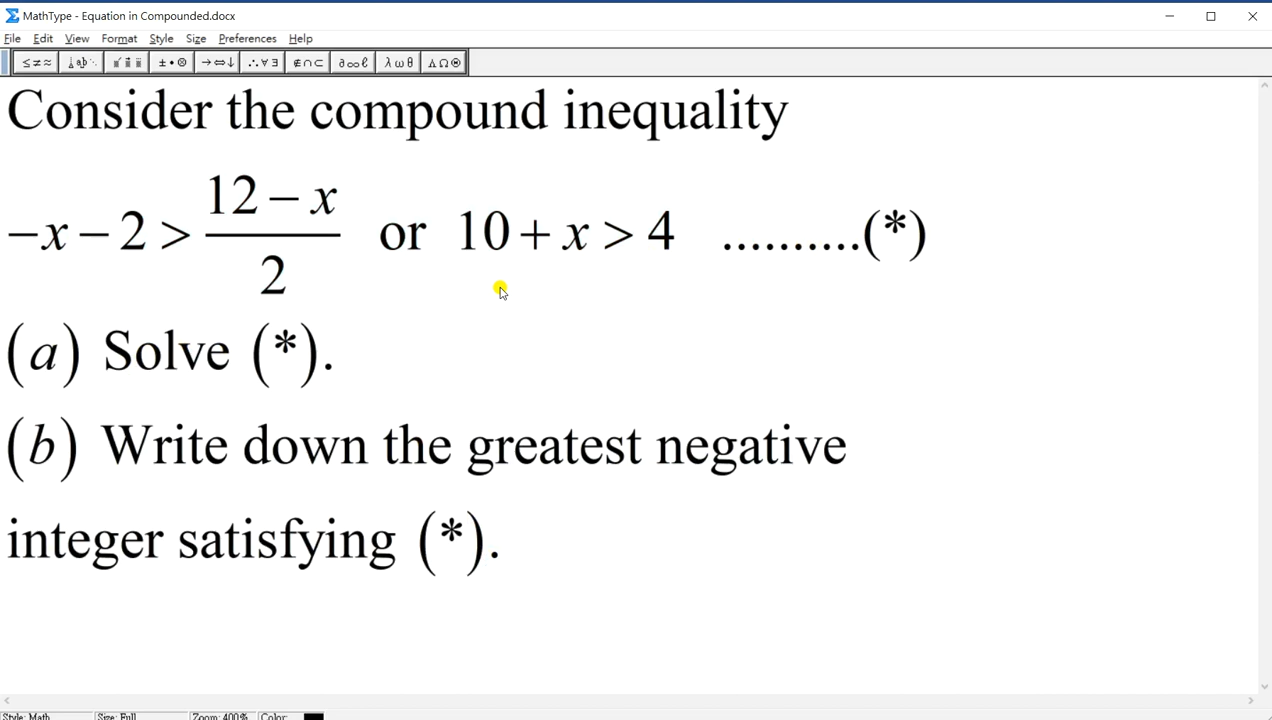 MathType - Equation in Compounded.docx
File Edit View Format Style Size Preferences Help
≤≠≈ ±•⊗ →⇔↓ ∴∀∃ ∉∩⊂ ∂∞ℓ λωθ ΛΩ⊛
Consider the compound inequality
−x − 2 > (12 − x)/2 or 10 + x > 4 ..........(*)
(a) Solve (*).
(b) Write down the greatest negative
integer satisfying (*).
Style: Math Size: Full Zoom: 400% Color: